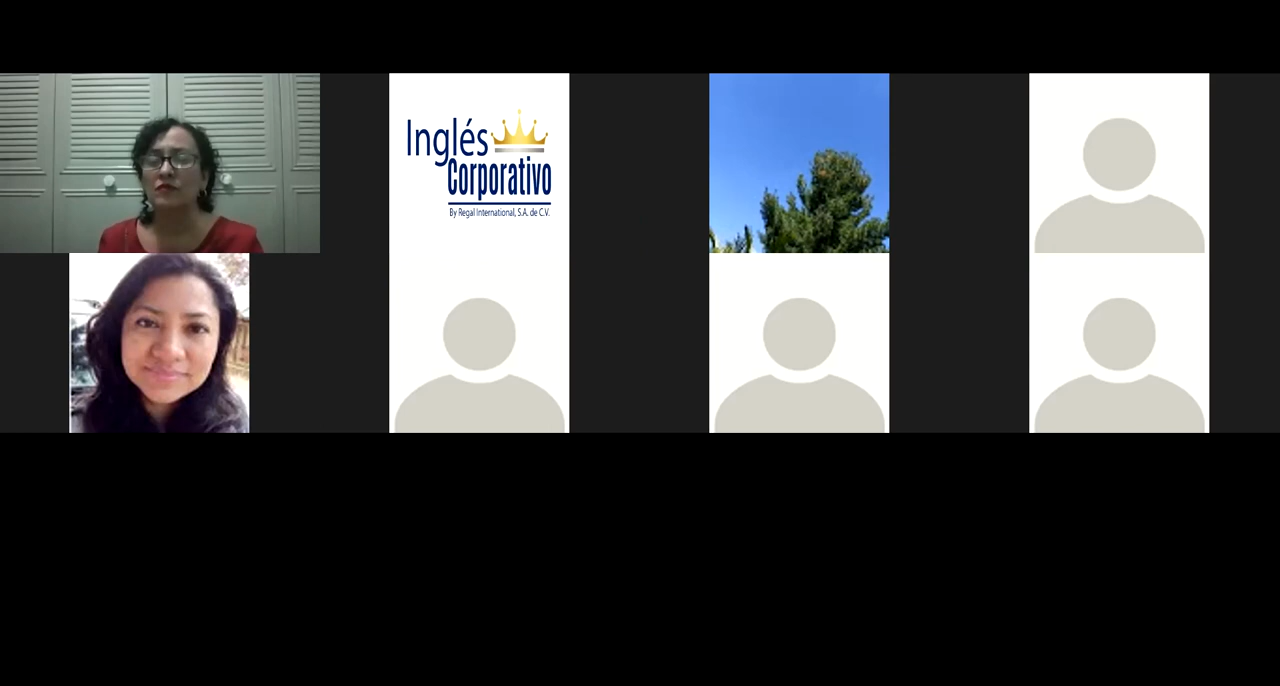 Inglés
Corporativo
By Regal International, S.A. de C.V.